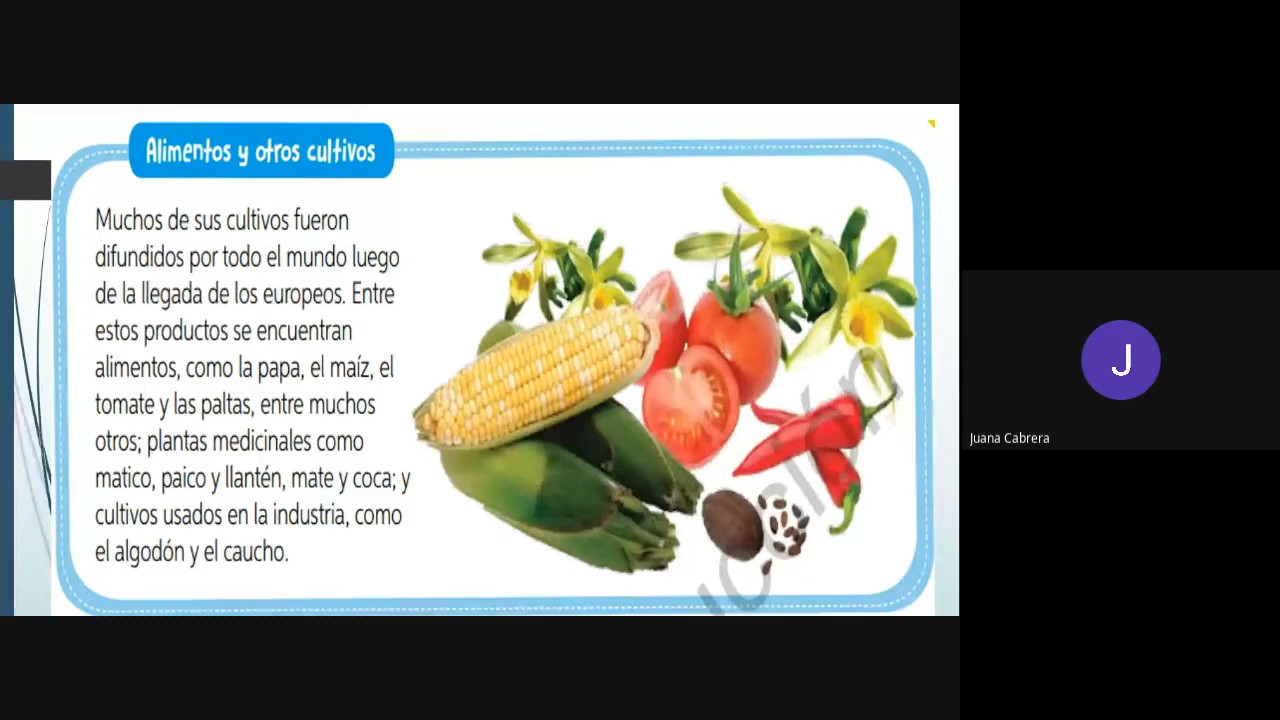 Alimentos y otros cultivos
Muchos de sus cultivos fueron
difundidos por todo el mundo luego
de la llegada de los europeos. Entre
estos productos se encuentran
alimentos, como la papa, el maíz, el
tomate y las paltas, entre muchos
otros; plantas medicinales como
matico, paico y llantén, mate y coca; y
cultivos usados en la industria, como
el algodón y el caucho.
J
Juana Cabrera